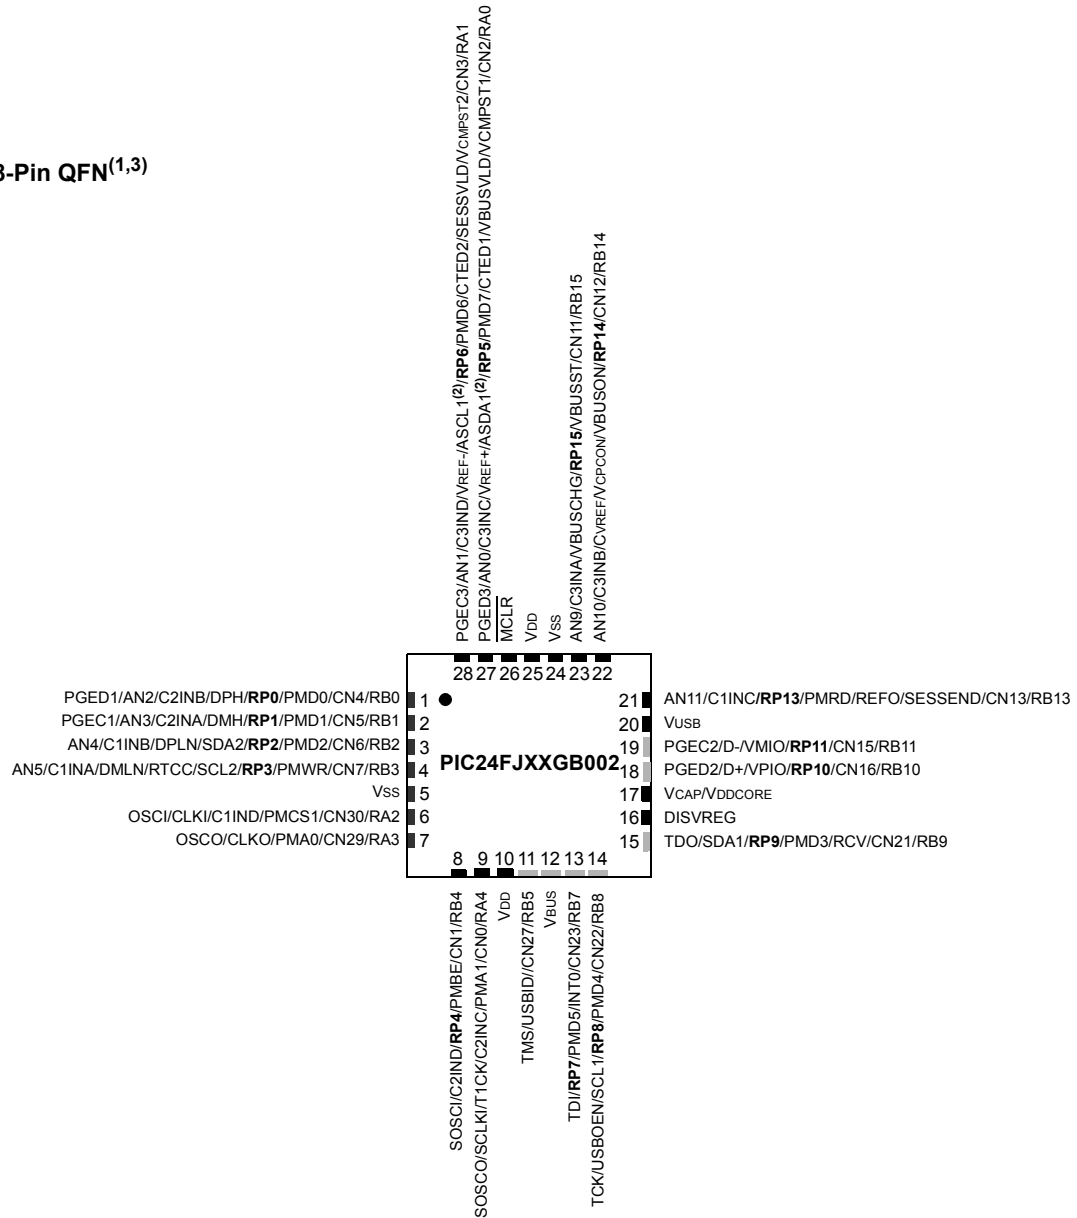 8-Pin QFN(1,3)
PGEC3/AN1/C3IND/VREF-/ASCL1(2)/RP6/PMD6/CTED2/SESSVLD/VCMPST2/CN3/RA1
PGED3/AN0/C3INC/VREF+/ASDA1(2)/RP5/PMD7/CTED1/VBUSVLD/VCMPST1/CN2/RA0
MCLR
VDD
VSS
AN9/C3INA/VBUSCHG/RP15/VBUSST/CN11/RB15
AN10/C3INB/CVREF/VCPCON/VBUSON/RP14/CN12/RB14
28 27 26 25 24 23 22
PGED1/AN2/C2INB/DPH/RP0/PMD0/CN4/RB0 1
PGEC1/AN3/C2INA/DMH/RP1/PMD1/CN5/RB1 2
AN4/C1INB/DPLN/SDA2/RP2/PMD2/CN6/RB2 3
AN5/C1INA/DMLN/RTCC/SCL2/RP3/PMWR/CN7/RB3 4
VSS 5
OSCI/CLKI/C1IND/PMCS1/CN30/RA2 6
OSCO/CLKO/PMA0/CN29/RA3 7
PIC24FJXXGB002
21 AN11/C1INC/RP13/PMRD/REFO/SESSEND/CN13/RB13
20 VUSB
19 PGEC2/D-/VMIO/RP11/CN15/RB11
18 PGED2/D+/VPIO/RP10/CN16/RB10
17 VCAP/VDDCORE
16 DISVREG
15 TDO/SDA1/RP9/PMD3/RCV/CN21/RB9
8 9 10 11 12 13 14
SOSCI/C2IND/RP4/PMBE/CN1/RB4
SOSCO/SCLKI/T1CK/C2INC/PMA1/CN0/RA4
VDD
TMS/USBID//CN27/RB5
VBUS
TDI/RP7/PMD5/INT0/CN23/RB7
TCK/USBOEN/SCL1/RP8/PMD4/CN22/RB8